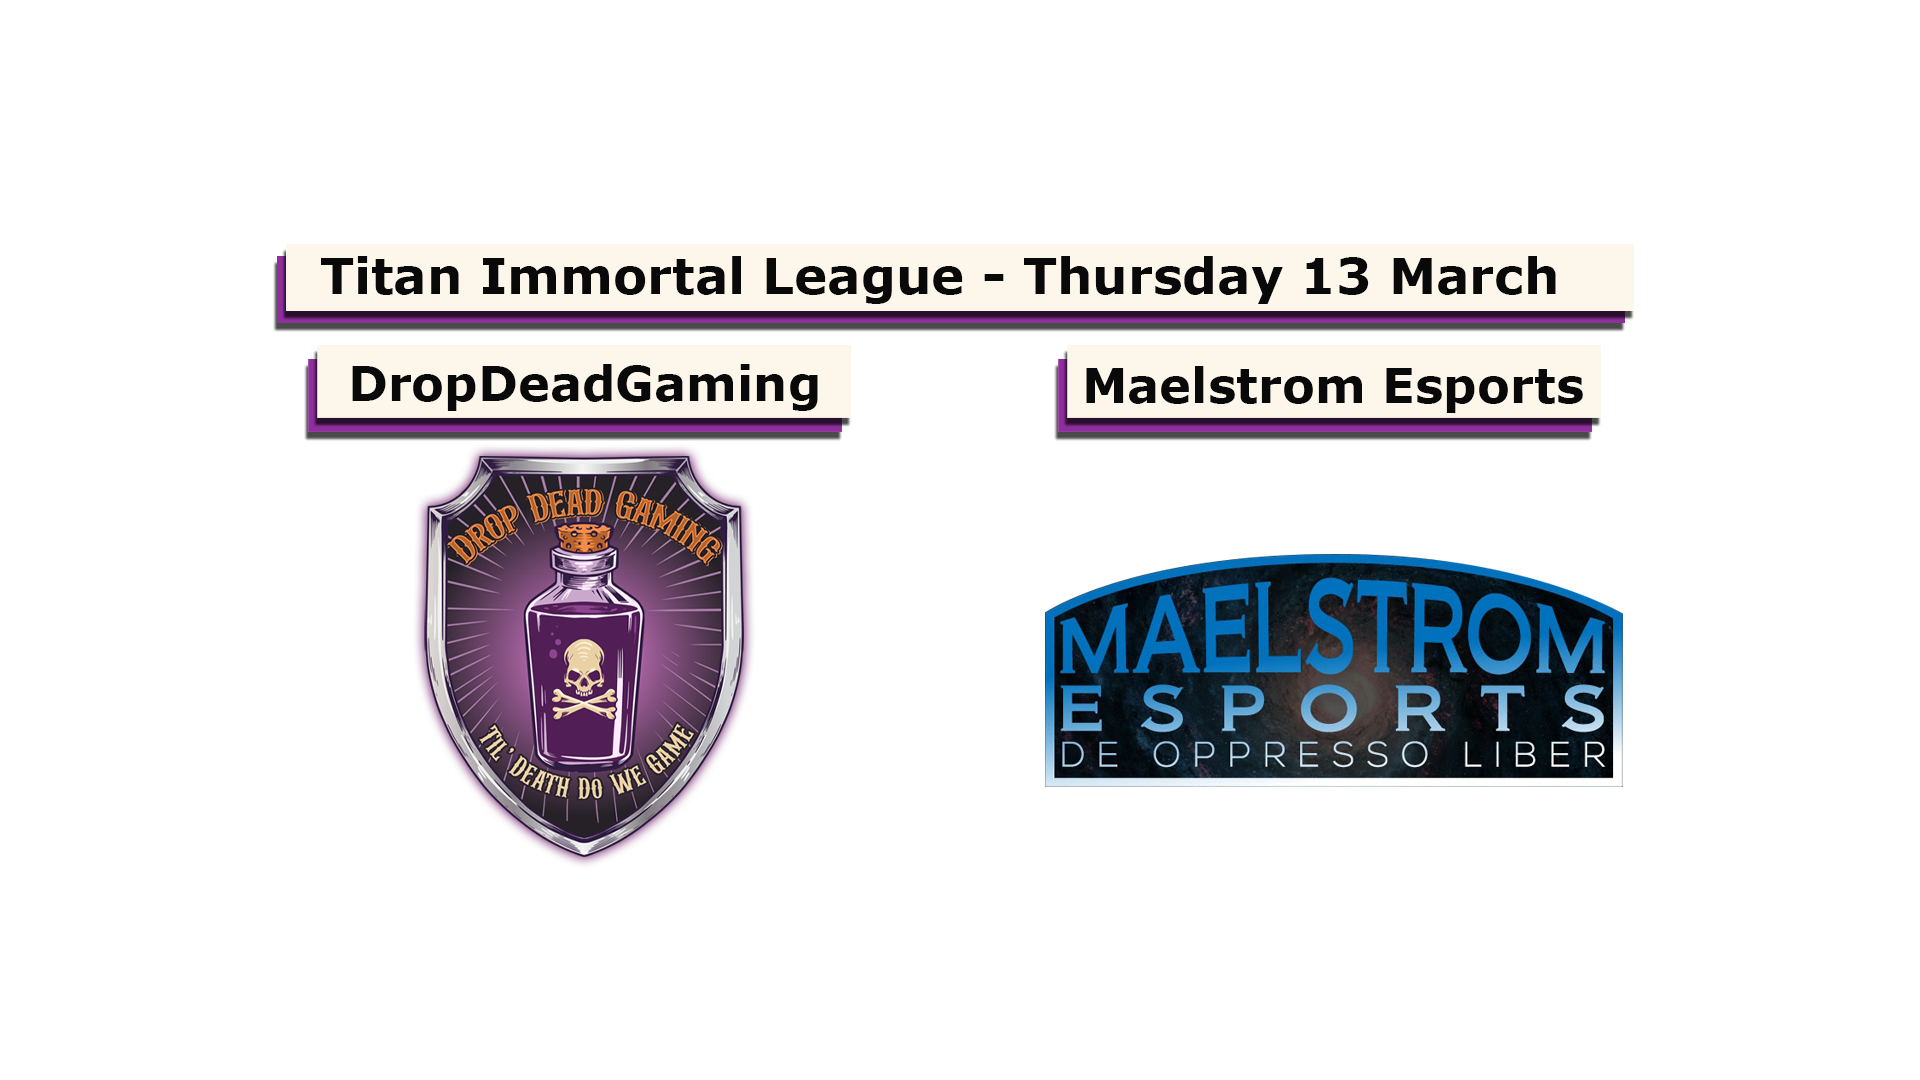 Titan Immortal League - Thursday 13 March
DropDeadGaming
Maelstrom Esports
DROP DEAD GAMING
TIL' DEATH DO WE GAME
MAELSTROM
ESPORTS
DE OPPRESSO LIBER